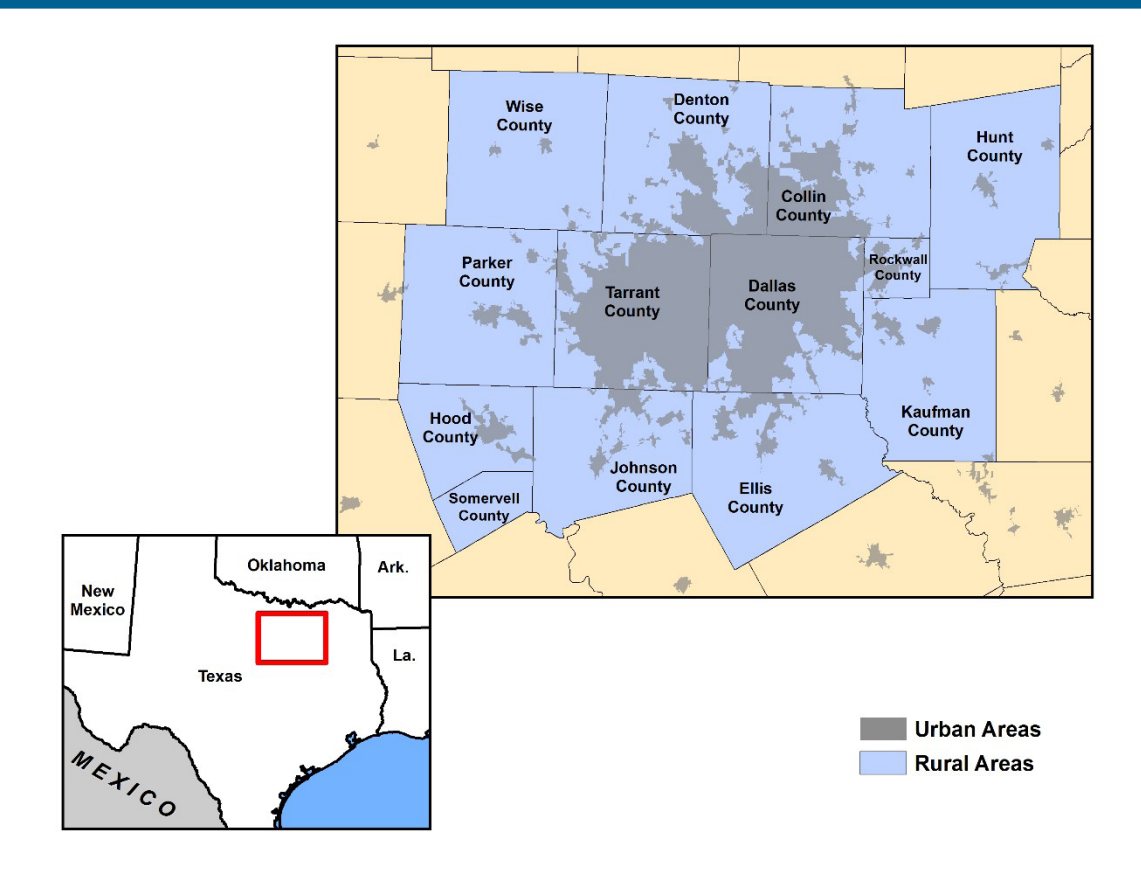 Wise
County
Denton
County
Hunt
County
Collin
County
Parker
County
Rockwall
County
Tarrant
County
Dallas
County
Hood
County
Kaufman
County
Johnson
County
Ellis
County
Somervell
County
Oklahoma
Ark.
New
Mexico
La.
Texas
MEXICO
Urban Areas
Rural Areas